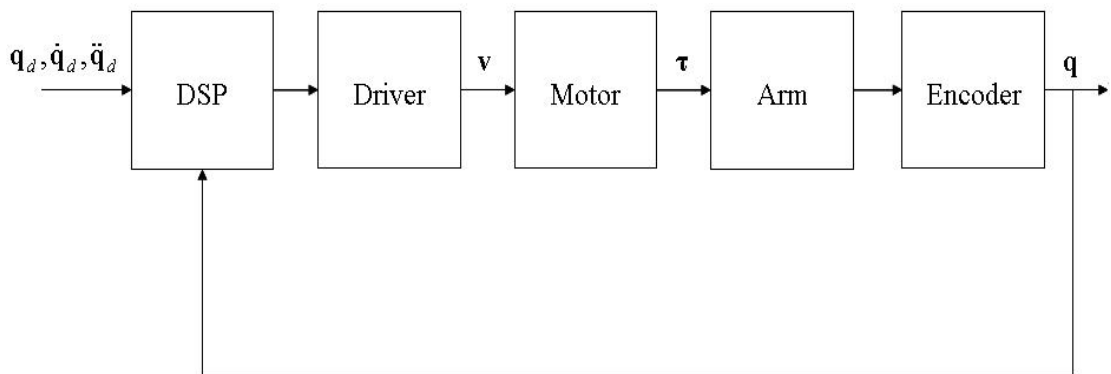 q_d, q̇_d, q̈_d
DSP
Driver
v
Motor
τ
Arm
Encoder
q